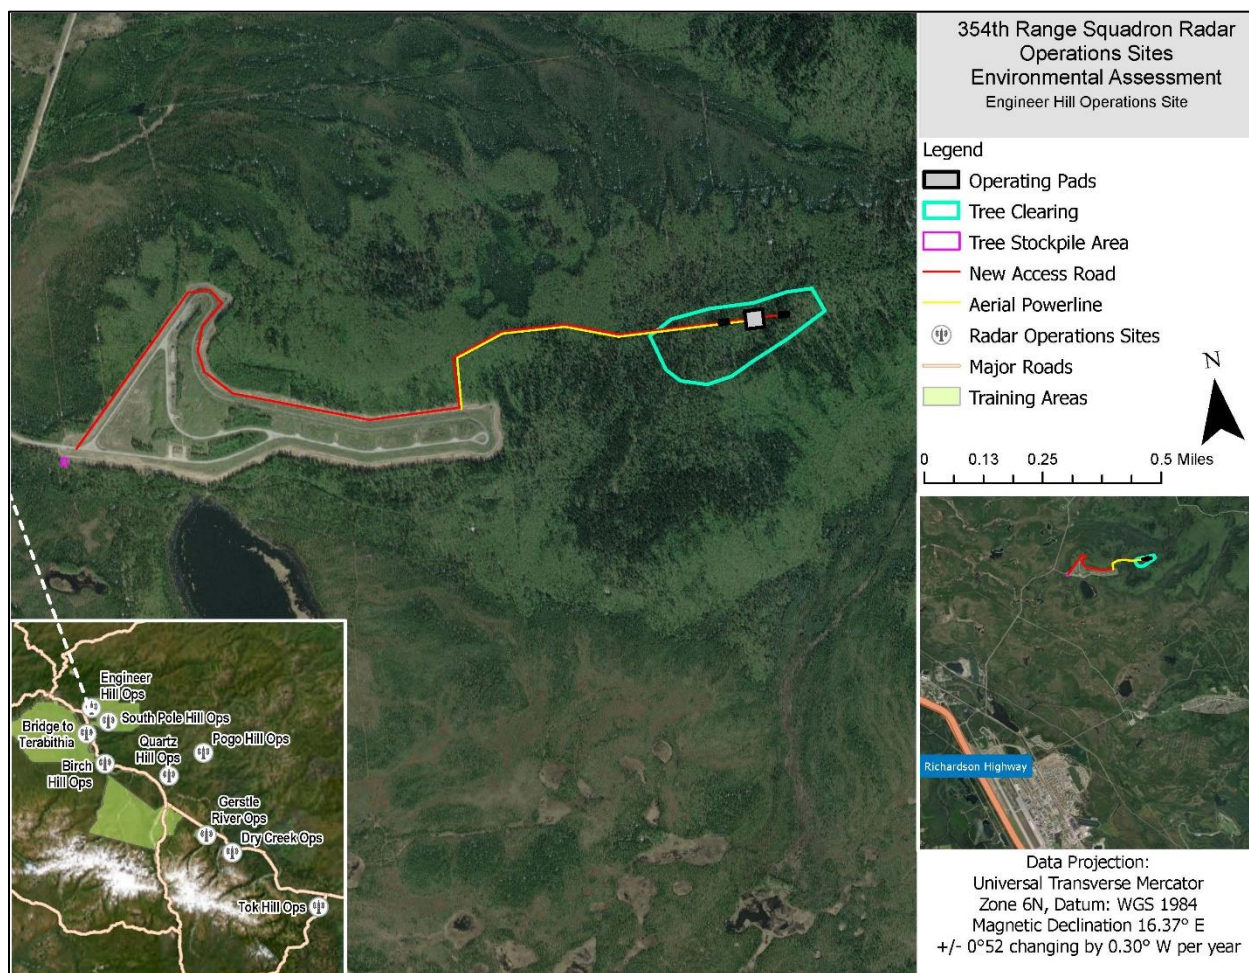 354th Range Squadron Radar
Operations Sites
Environmental Assessment
Engineer Hill Operations Site
Legend
Operating Pads
Tree Clearing
Tree Stockpile Area
New Access Road
Aerial Powerline
Radar Operations Sites
Major Roads
Training Areas
N
0 0.13 0.25 0.5 Miles
Richardson Highway
Engineer
Hill Ops
South Pole Hill Ops
Bridge to
Terabithia
Birch
Hill Ops
Quartz
Hill Ops
Pogo Hill Ops
Gerstle
River Ops
Dry Creek Ops
Tok Hill Ops
Data Projection:
Universal Transverse Mercator
Zone 6N, Datum: WGS 1984
Magnetic Declination 16.37° E
+/- 0°52 changing by 0.30° W per year